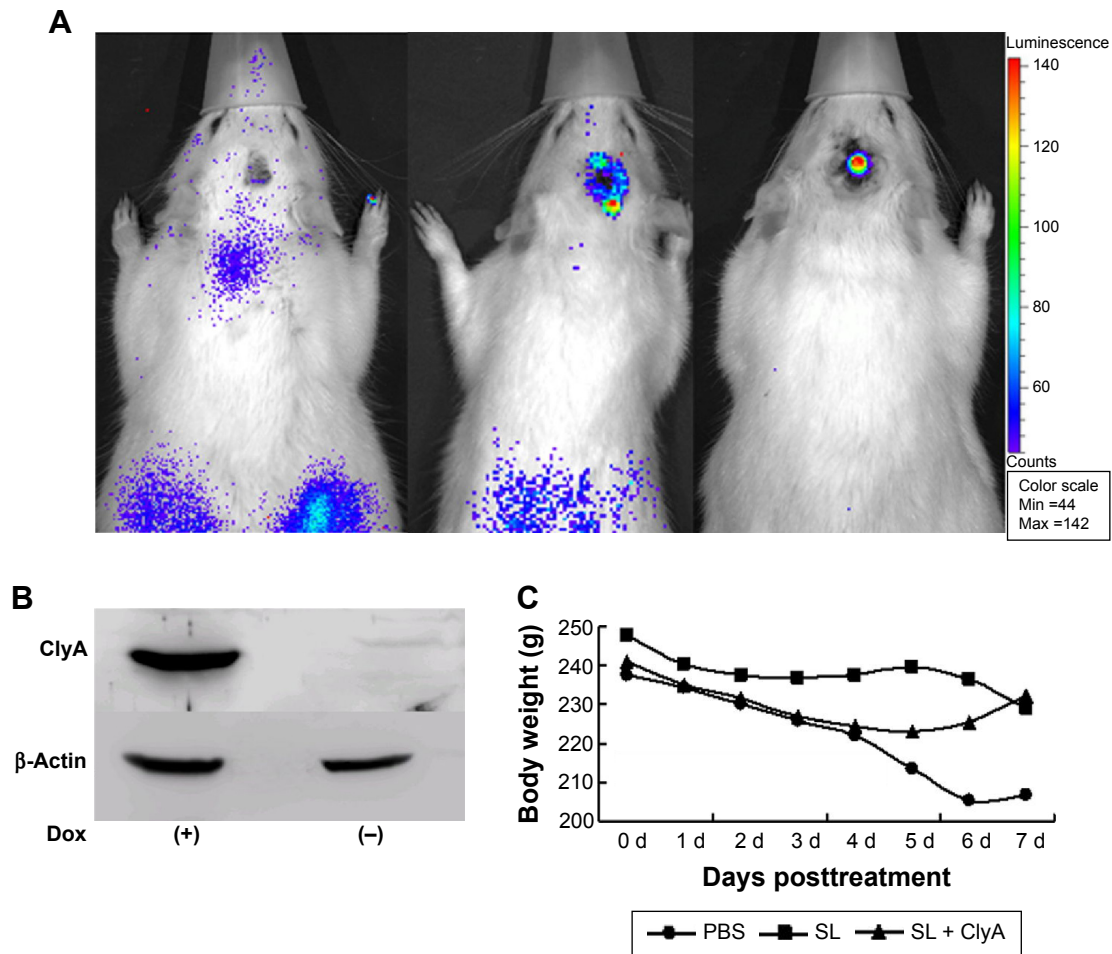 A
Luminescence
140
120
100
80
60
Counts
Color scale
Min =44
Max =142
B
ClyA
β-Actin
Dox (+) (–)
C
Body weight (g)
250
240
230
220
210
200
0 d 1 d 2 d 3 d 4 d 5 d 6 d 7 d
Days posttreatment
PBS SL SL + ClyA